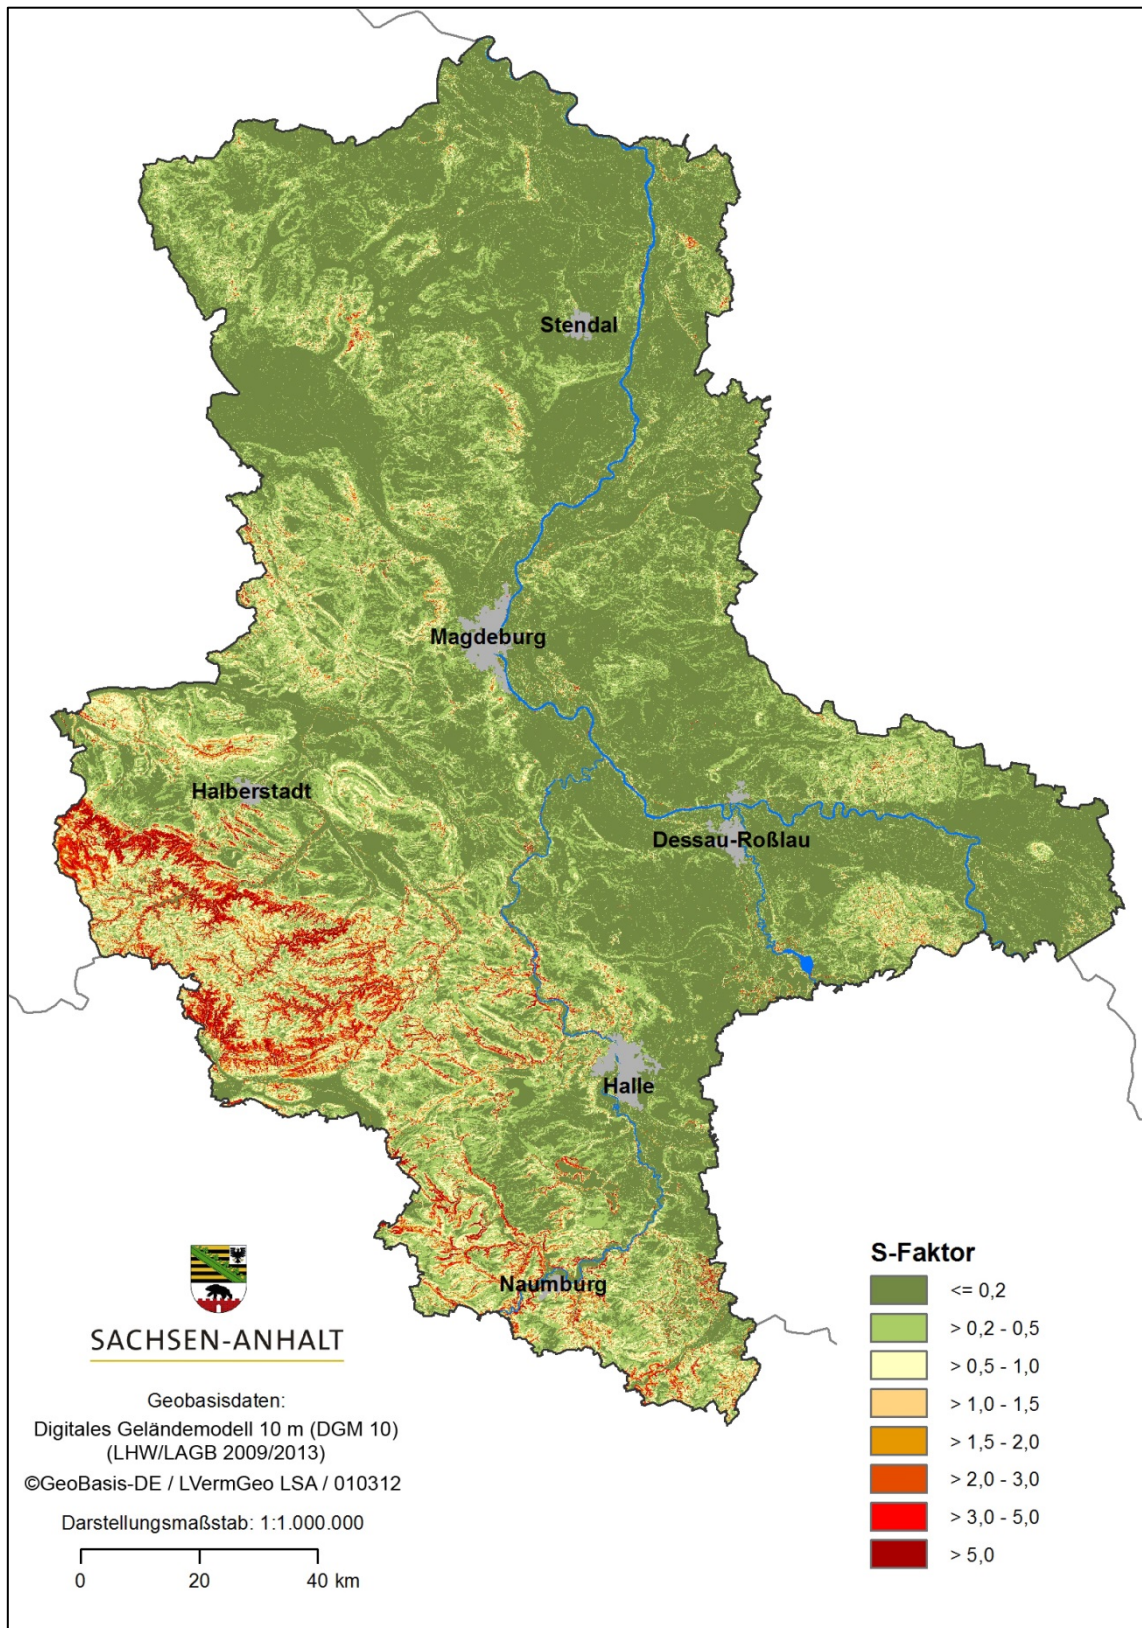 Stendal
Magdeburg
Halberstadt
Dessau-Roßlau
Halle
Naumburg
SACHSEN-ANHALT
Geobasisdaten:
Digitales Geländemodell 10 m (DGM 10)
(LHW/LAGB 2009/2013)
©GeoBasis-DE / LVermGeo LSA / 010312
Darstellungsmaßstab: 1:1.000.000
0 20 40 km
S-Faktor
<= 0,2
> 0,2 - 0,5
> 0,5 - 1,0
> 1,0 - 1,5
> 1,5 - 2,0
> 2,0 - 3,0
> 3,0 - 5,0
> 5,0